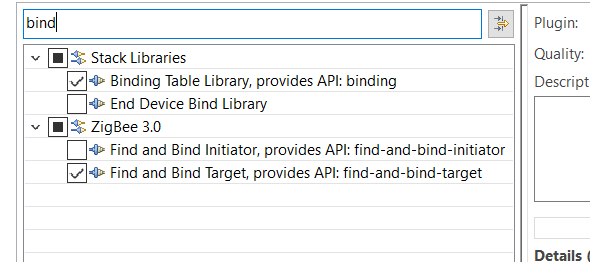 bind
Stack Libraries
Binding Table Library, provides API: binding
End Device Bind Library
ZigBee 3.0
Find and Bind Initiator, provides API: find-and-bind-initiator
Find and Bind Target, provides API: find-and-bind-target
Plugin:
Quality:
Descript
Details (